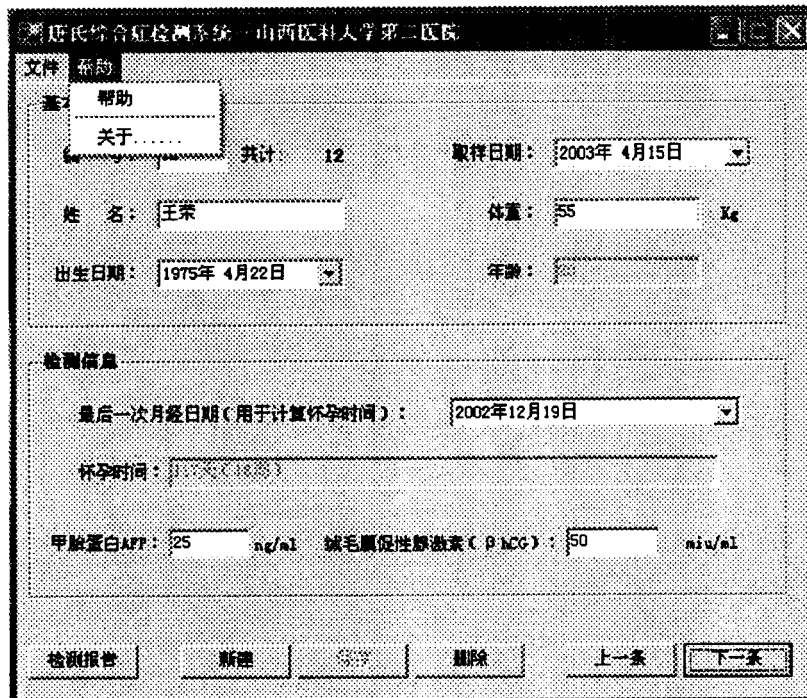 唐氏综合症检测系统--山西医科大学第二医院
文件 帮助
帮助
关于......
基本
共计: 12 取样日期: 2003年 4月15日
姓 名: 王荣 体重: 55 Kg
出生日期: 1975年 4月22日 年龄:
检测信息
最后一次月经日期(用于计算怀孕时间): 2002年12月19日
怀孕时间:
甲胎蛋白AFP: 25 ng/ml 绒毛膜促性腺激素(βhCG): 50 miu/ml
检测报告 新建 保存 删除 上一条 下一条